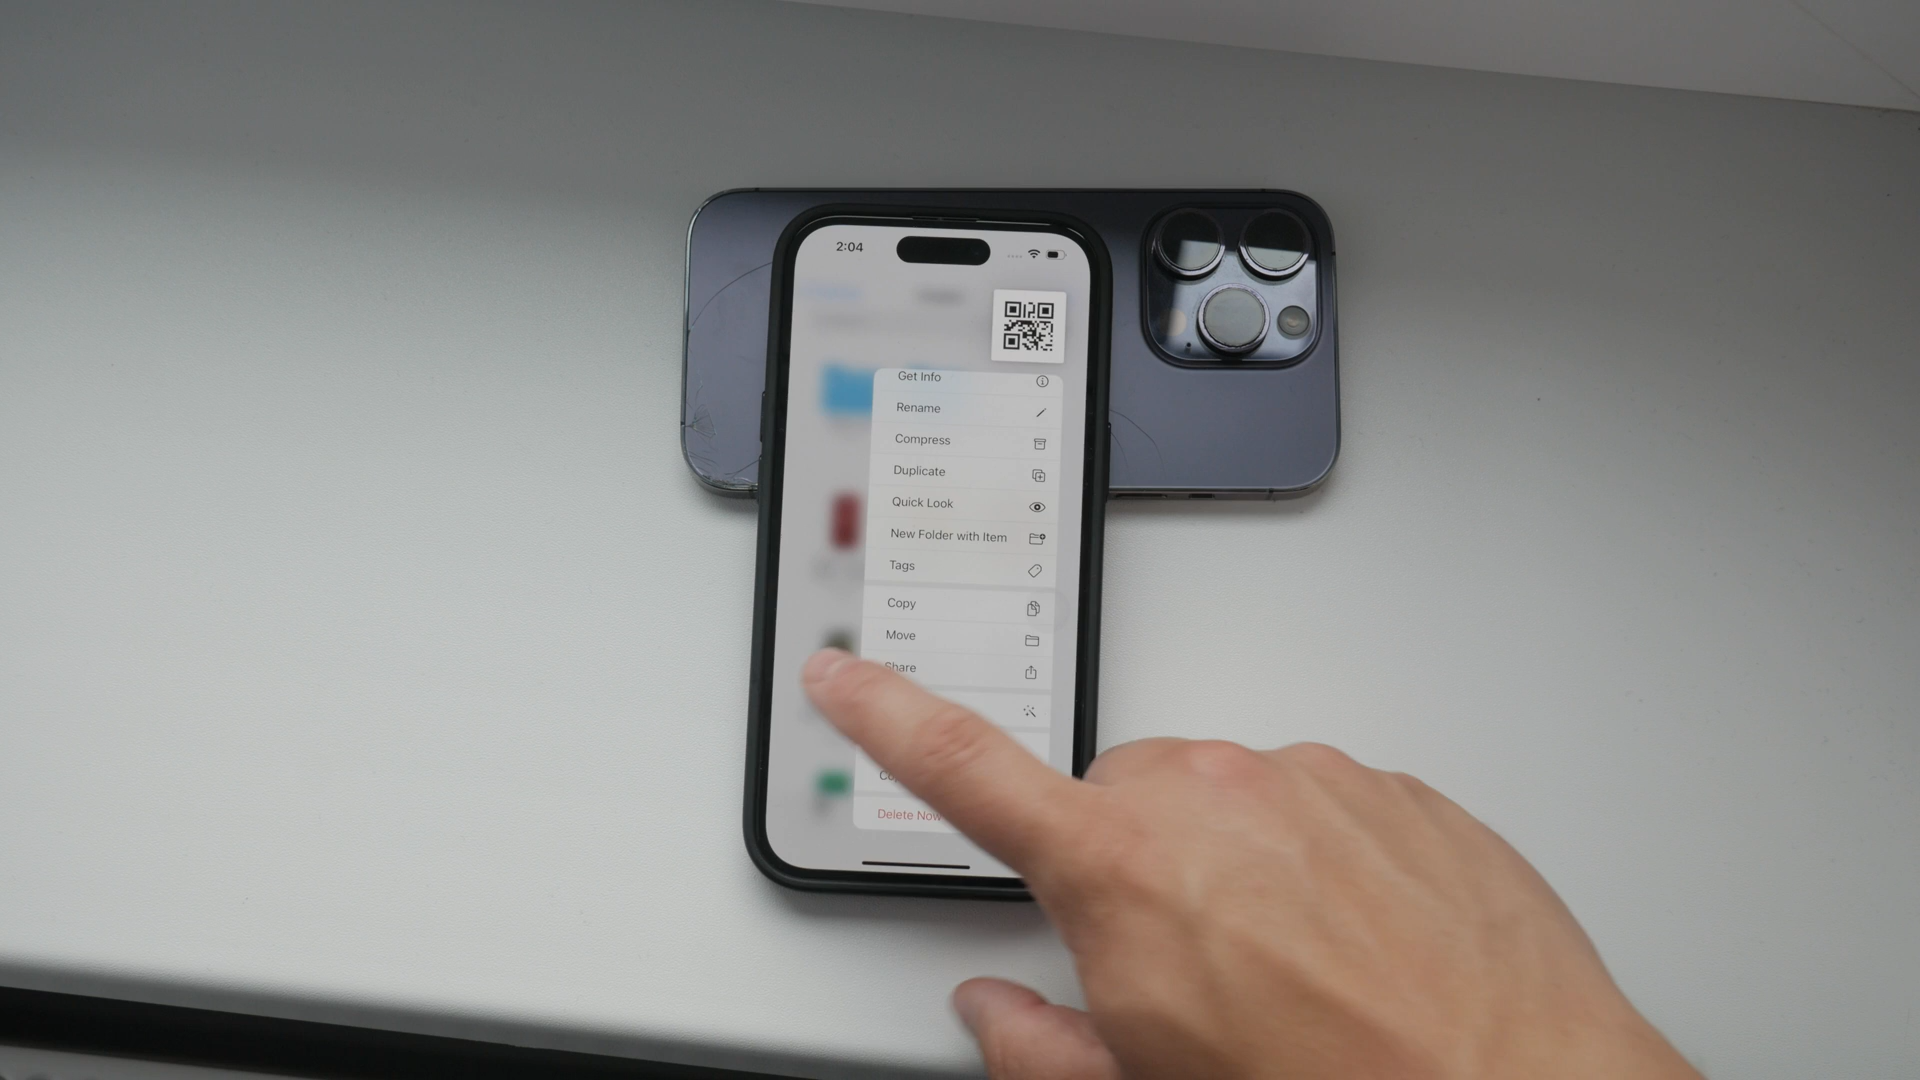 2:04
Get Info
Rename
Compress
Duplicate
Quick Look
New Folder with Item
Tags
Copy
Move
Share
Delete Now